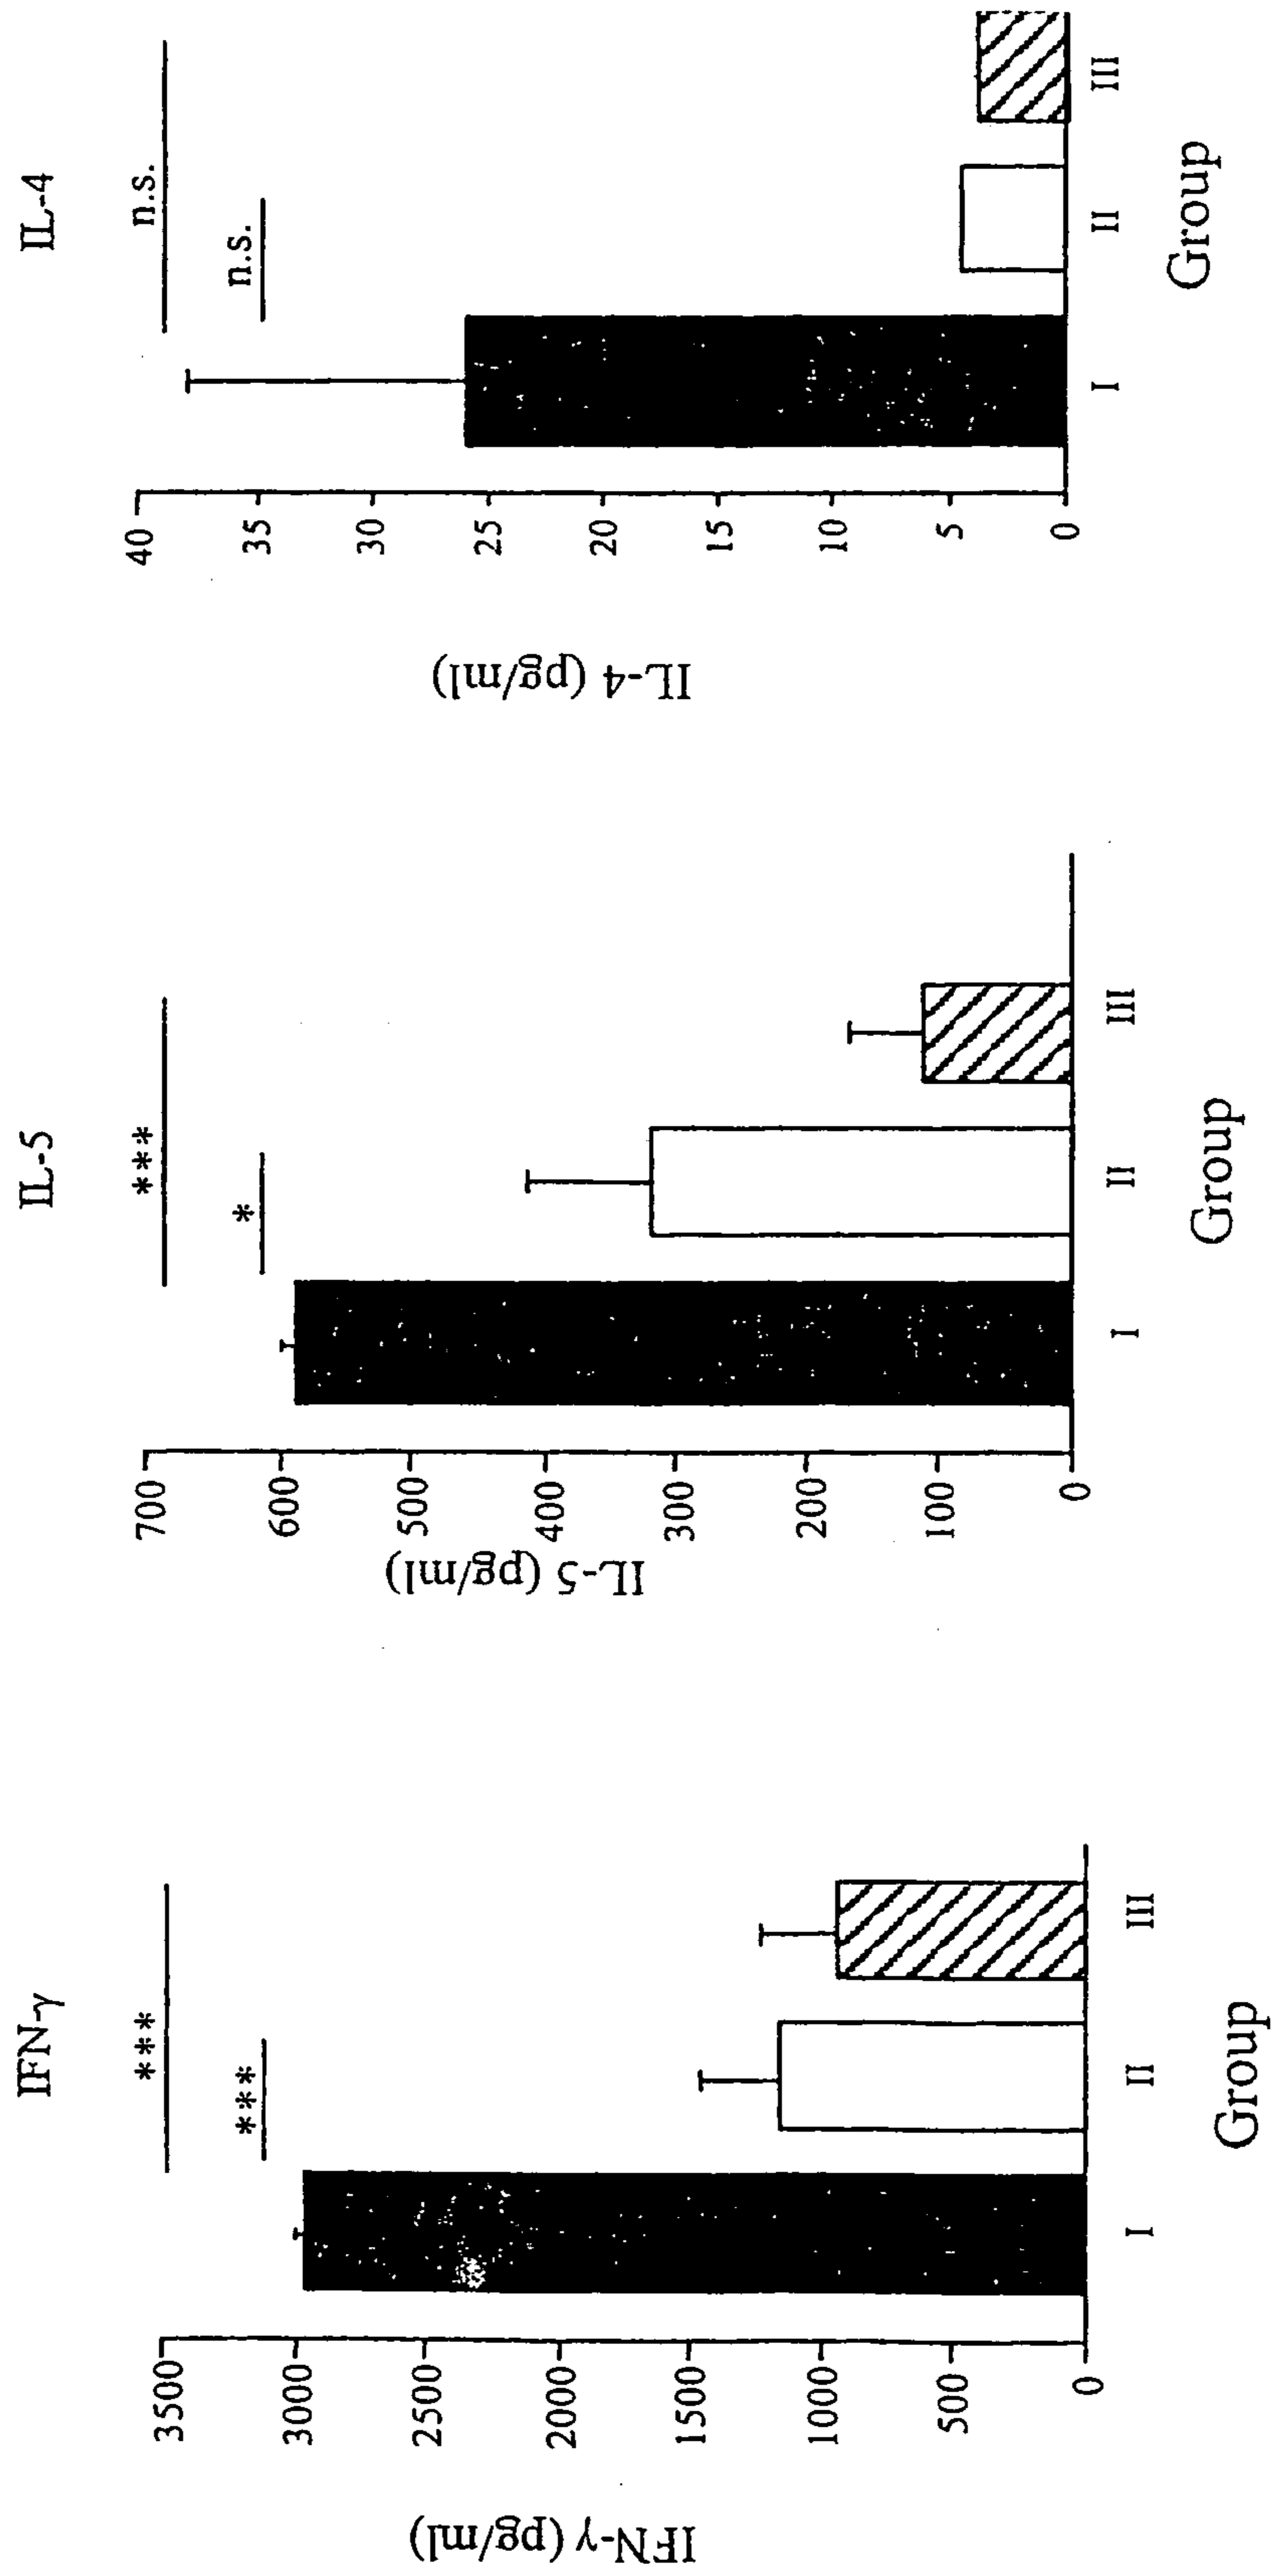 IFN-γ
***
***
3500
3000
2500
2000
1500
1000
500
0
IFN-γ (pg/ml)
I II III
Group
IL-5
***
*
700
600
500
400
300
200
100
0
IL-5 (pg/ml)
I II III
Group
IL-4
n.s.
n.s.
40
35
30
25
20
15
10
5
0
IL-4 (pg/ml)
I II III
Group